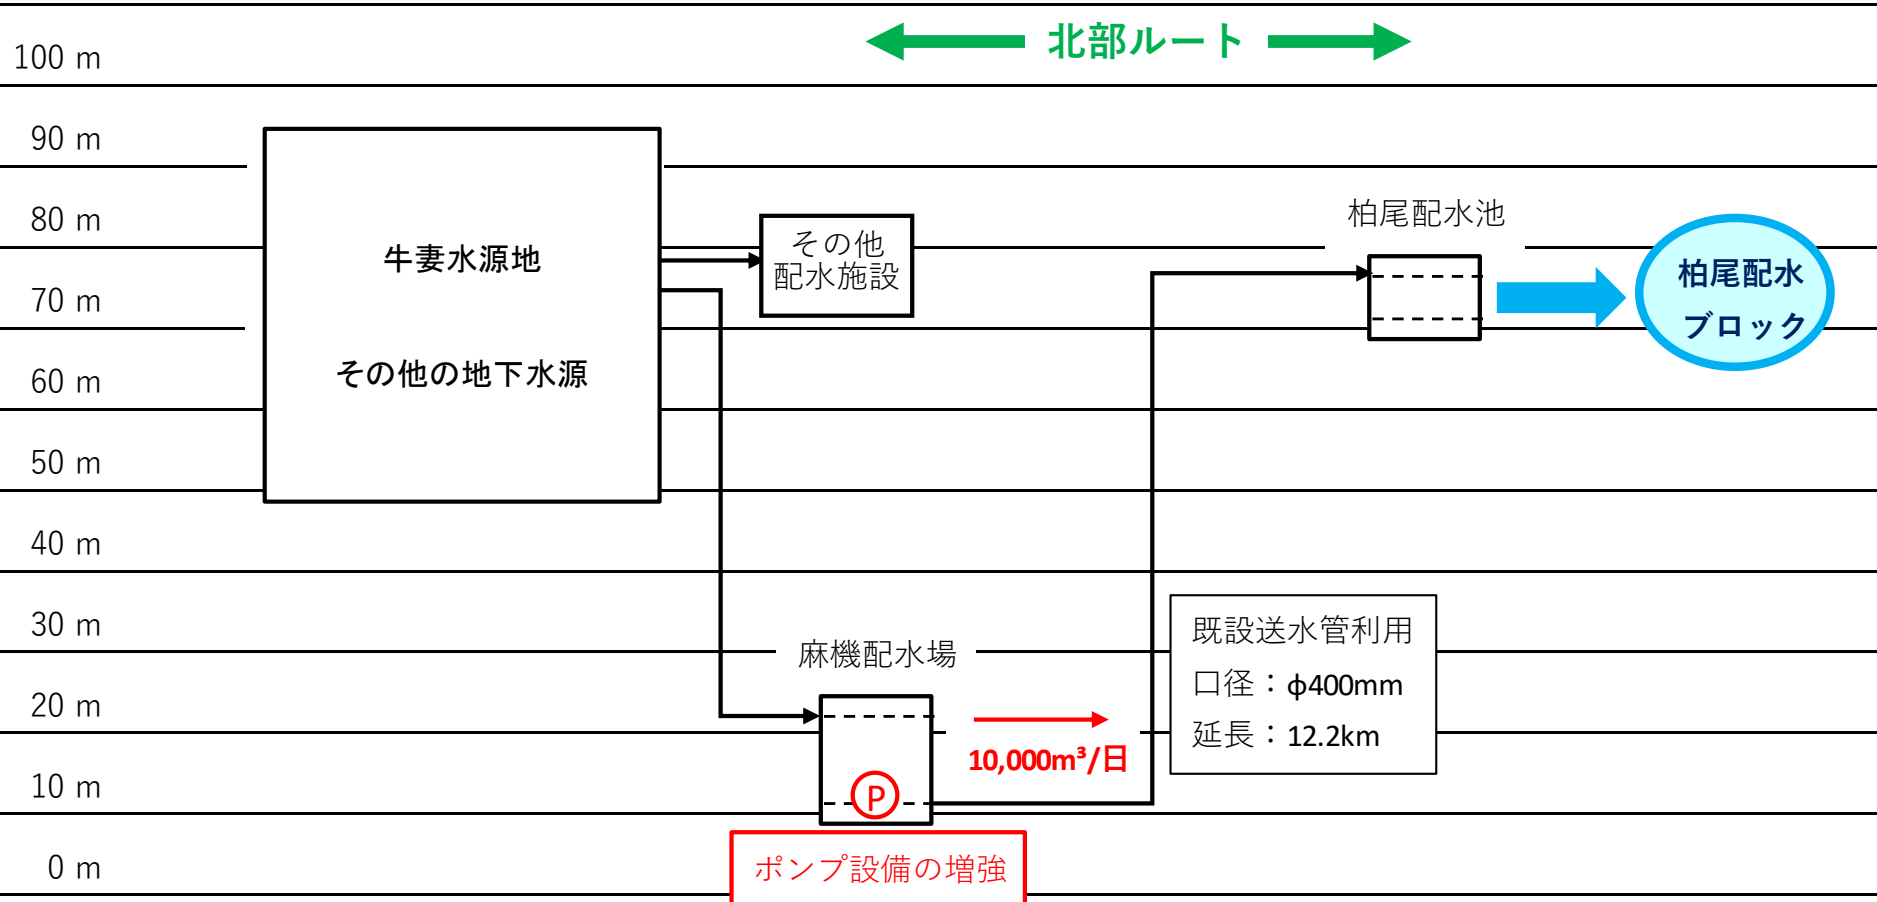 北部ルート
100 m
90 m
80 m
70 m
60 m
50 m
40 m
30 m
20 m
10 m
0 m
牛妻水源地
その他の地下水源
その他
配水施設
柏尾配水池
柏尾配水
ブロック
麻機配水場
P
10,000m³/日
既設送水管利用
口径：φ400mm
延長：12.2km
ポンプ設備の増強